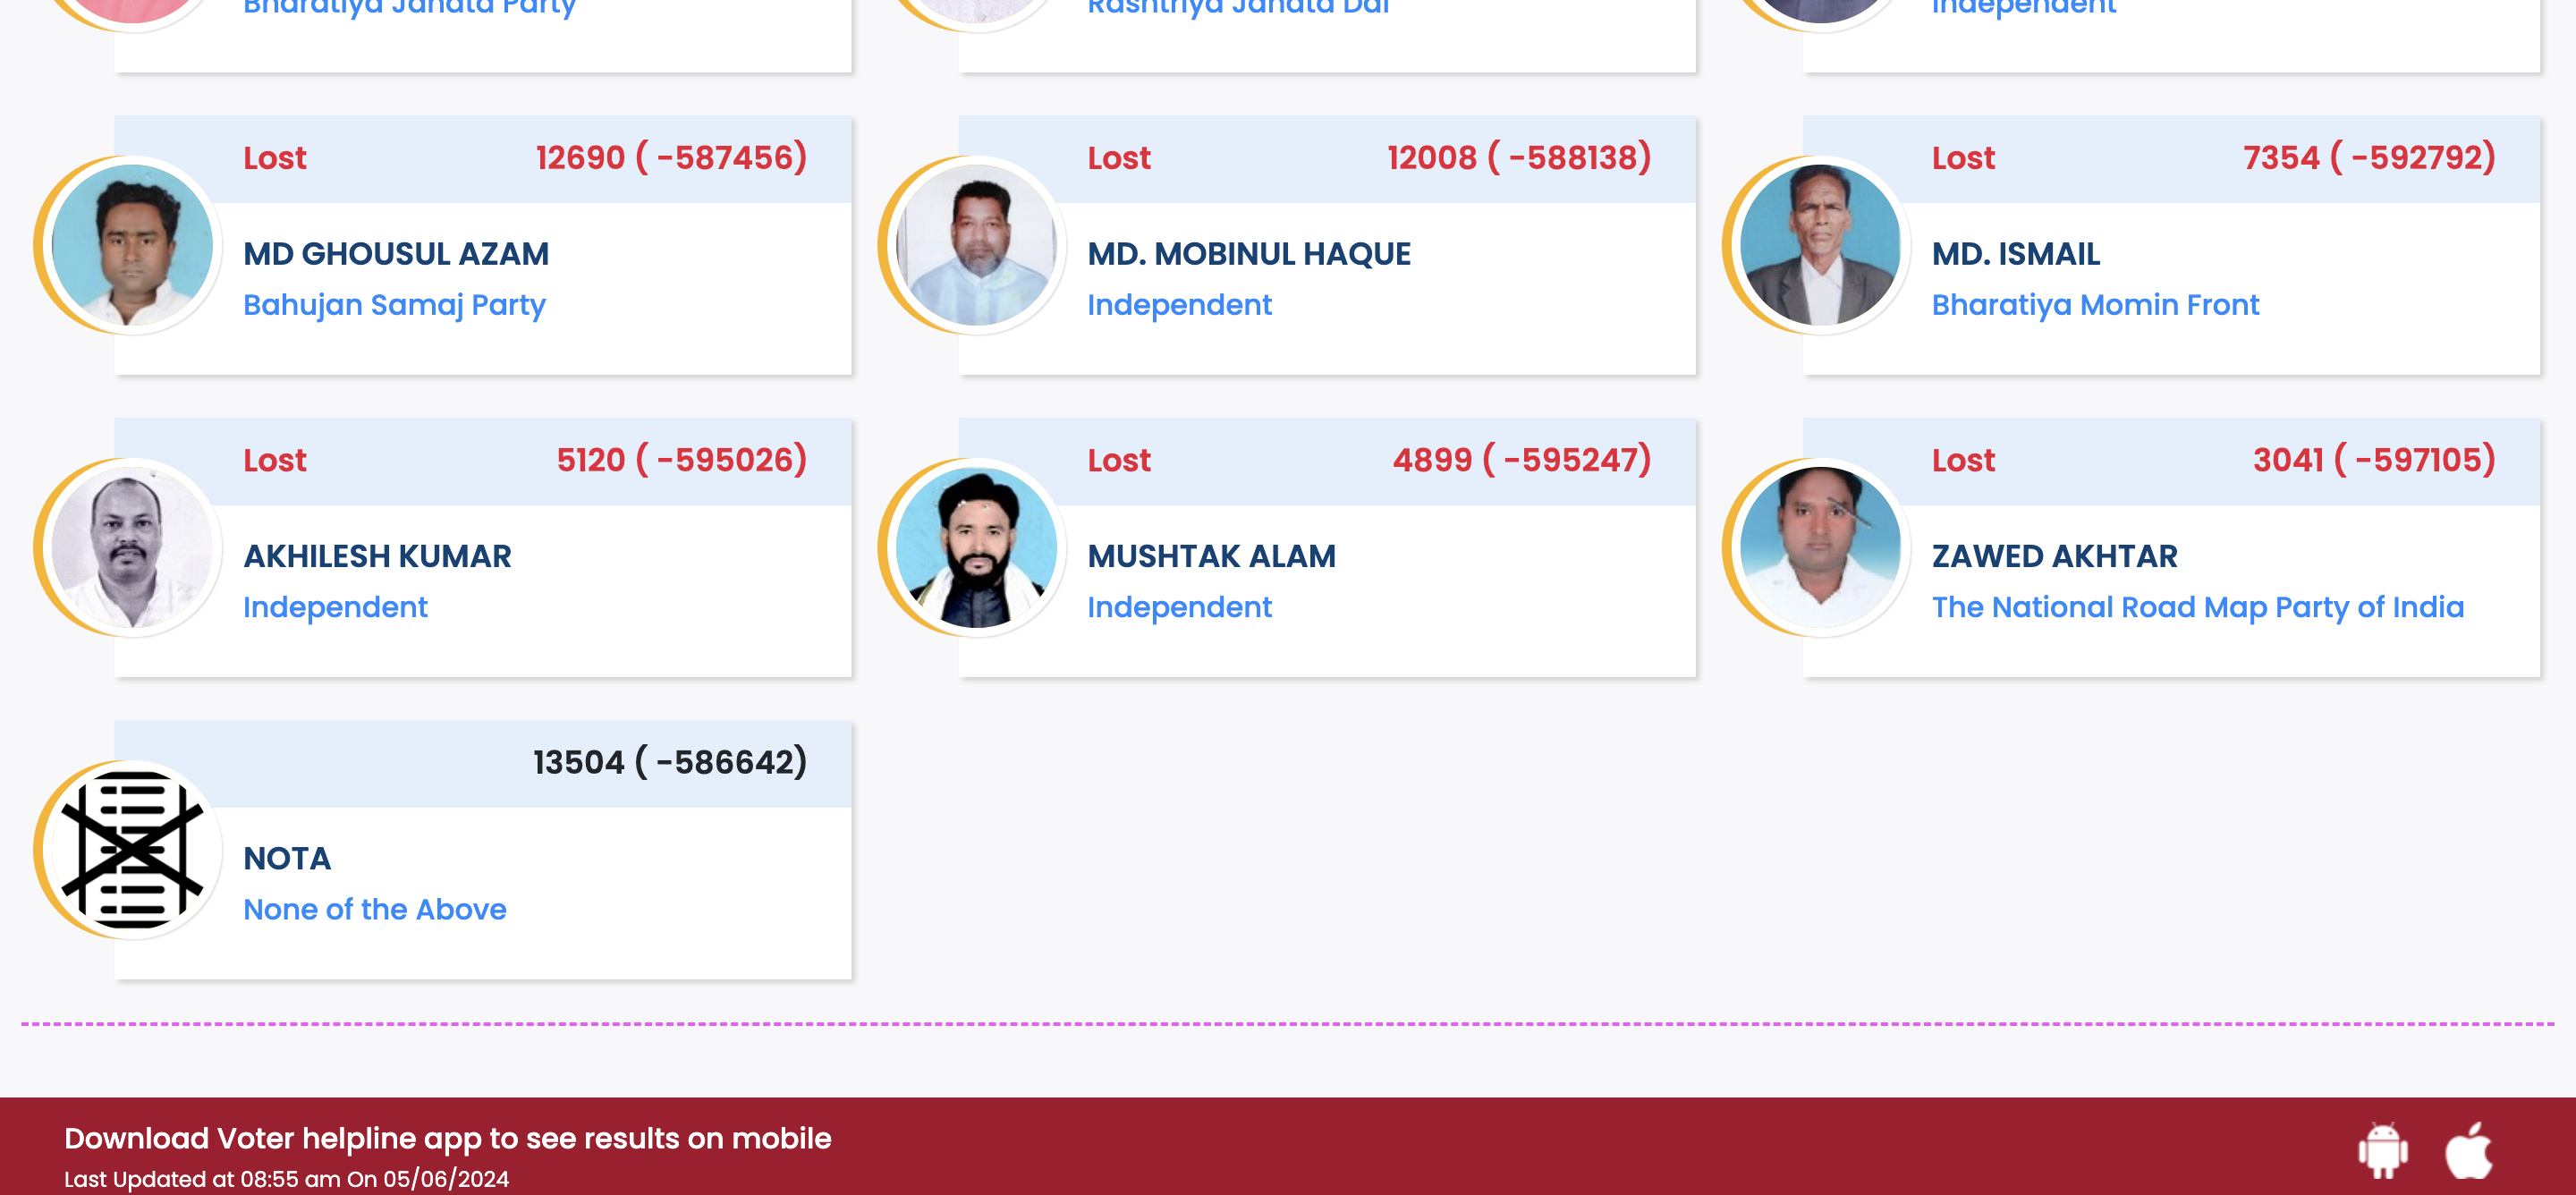 Bharatiya Janata Party
Rashtriya Janata Dal
Independent
Lost 12690 ( -587456)
MD GHOUSUL AZAM
Bahujan Samaj Party
Lost 12008 ( -588138)
MD. MOBINUL HAQUE
Independent
Lost 7354 ( -592792)
MD. ISMAIL
Bharatiya Momin Front
Lost 5120 ( -595026)
AKHILESH KUMAR
Independent
Lost 4899 ( -595247)
MUSHTAK ALAM
Independent
Lost 3041 ( -597105)
ZAWED AKHTAR
The National Road Map Party of India
13504 ( -586642)
NOTA
None of the Above
Download Voter helpline app to see results on mobile
Last Updated at 08:55 am On 05/06/2024